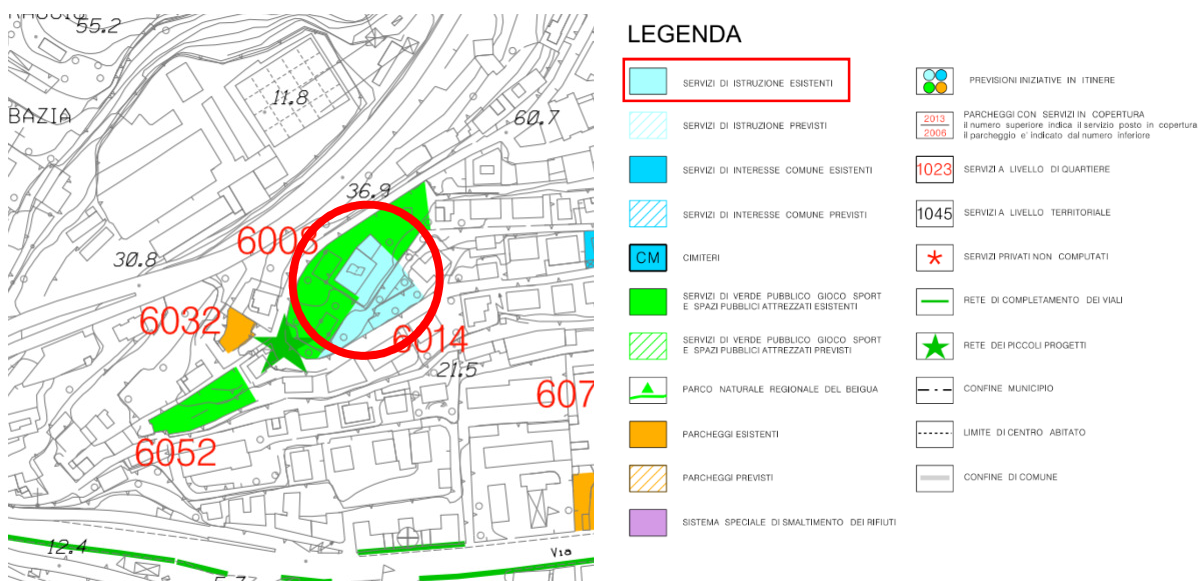 55.2
11.8
BAZIA
60.7
36.9
6008
30.8
6032
6014
21.5
607
6052
12.4
V10
LEGENDA
SERVIZI DI ISTRUZIONE ESISTENTI
SERVIZI DI ISTRUZIONE PREVISTI
SERVIZI DI INTERESSE COMUNE ESISTENTI
SERVIZI DI INTERESSE COMUNE PREVISTI
CM CIMITERI
SERVIZI DI VERDE PUBBLICO GIOCO SPORT
E SPAZI PUBBLICI ATTREZZATI ESISTENTI
SERVIZI DI VERDE PUBBLICO GIOCO SPORT
E SPAZI PUBBLICI ATTREZZATI PREVISTI
PARCO NATURALE REGIONALE DEL BEIGUA
PARCHEGGI ESISTENTI
PARCHEGGI PREVISTI
SISTEMA SPECIALE DI SMALTIMENTO DEI RIFIUTI
PREVISIONI INIZIATIVE IN ITINERE
2013
2006
PARCHEGGI CON SERVIZI IN COPERTURA
il numero superiore indica il servizio posto in copertura
il parcheggio e' indicato dal numero inferiore
1023 SERVIZI A LIVELLO DI QUARTIERE
1045 SERVIZI A LIVELLO TERRITORIALE
SERVIZI PRIVATI NON COMPUTATI
RETE DI COMPLETAMENTO DEI VIALI
RETE DEI PICCOLI PROGETTI
CONFINE MUNICIPIO
LIMITE DI CENTRO ABITATO
CONFINE DI COMUNE